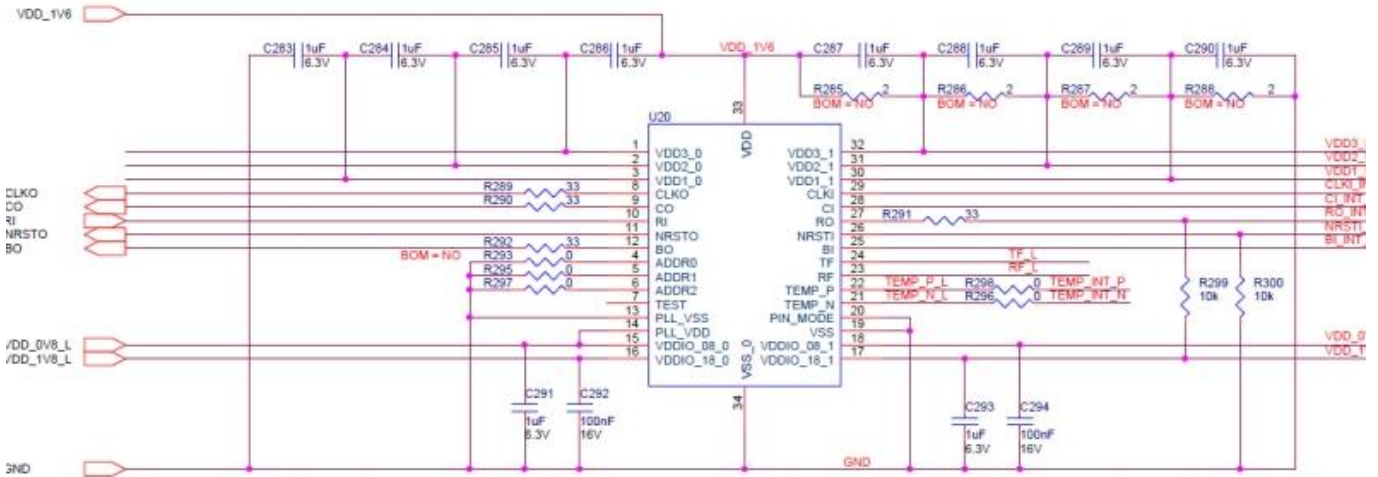 VDD_1V6
C283 1uF 6.3V
C284 1uF 6.3V
C285 1uF 6.3V
C286 1uF 6.3V
VDD_1V6
C287 1uF 6.3V
C288 1uF 6.3V
C289 1uF 6.3V
C290 1uF 6.3V
R285 2
BOM = NO
R286 2
BOM = NO
R287 2
BOM = NO
R288 2
BOM = NO
U20
33
VDD
1 VDD3_0 VDD3_1 32
2 VDD2_0 VDD2_1 31
3 VDD1_0 VDD1_1 30
CLKO R289 33 8 CLKO CLKI 29
CO R290 33 9 CO CI 28
RI 10 RI RO 27 R291 33
NRSTO 11 NRSTO NRSTI 26
BO R292 33 12 BO BI 25
BOM = NO R293 0 4 ADDR0 TF 24 TF_L
R295 0 5 ADDR1 RF 23 RF_L
R297 0 6 ADDR2 TEMP_P 22 TEMP_P_L R298 0 TEMP_INT_P
7 TEST TEMP_N 21 TEMP_N_L R296 0 TEMP_INT_N
13 PLL_VSS PIN_MODE 20
14 PLL_VDD VSS 19
VDD_0V8_L 15 VDDIO_08_0 VDDIO_08_1 18
VDD_1V8_L 16 VDDIO_18_0 VDDIO_18_1 17
VSS_0
34
CLKI_IN
CI_INT
RO_INT
NRSTI
BI_INT
R299
10k
R300
10k
C291
1uF
6.3V
C292
100nF
16V
C293
1uF
6.3V
C294
100nF
16V
GND
GND